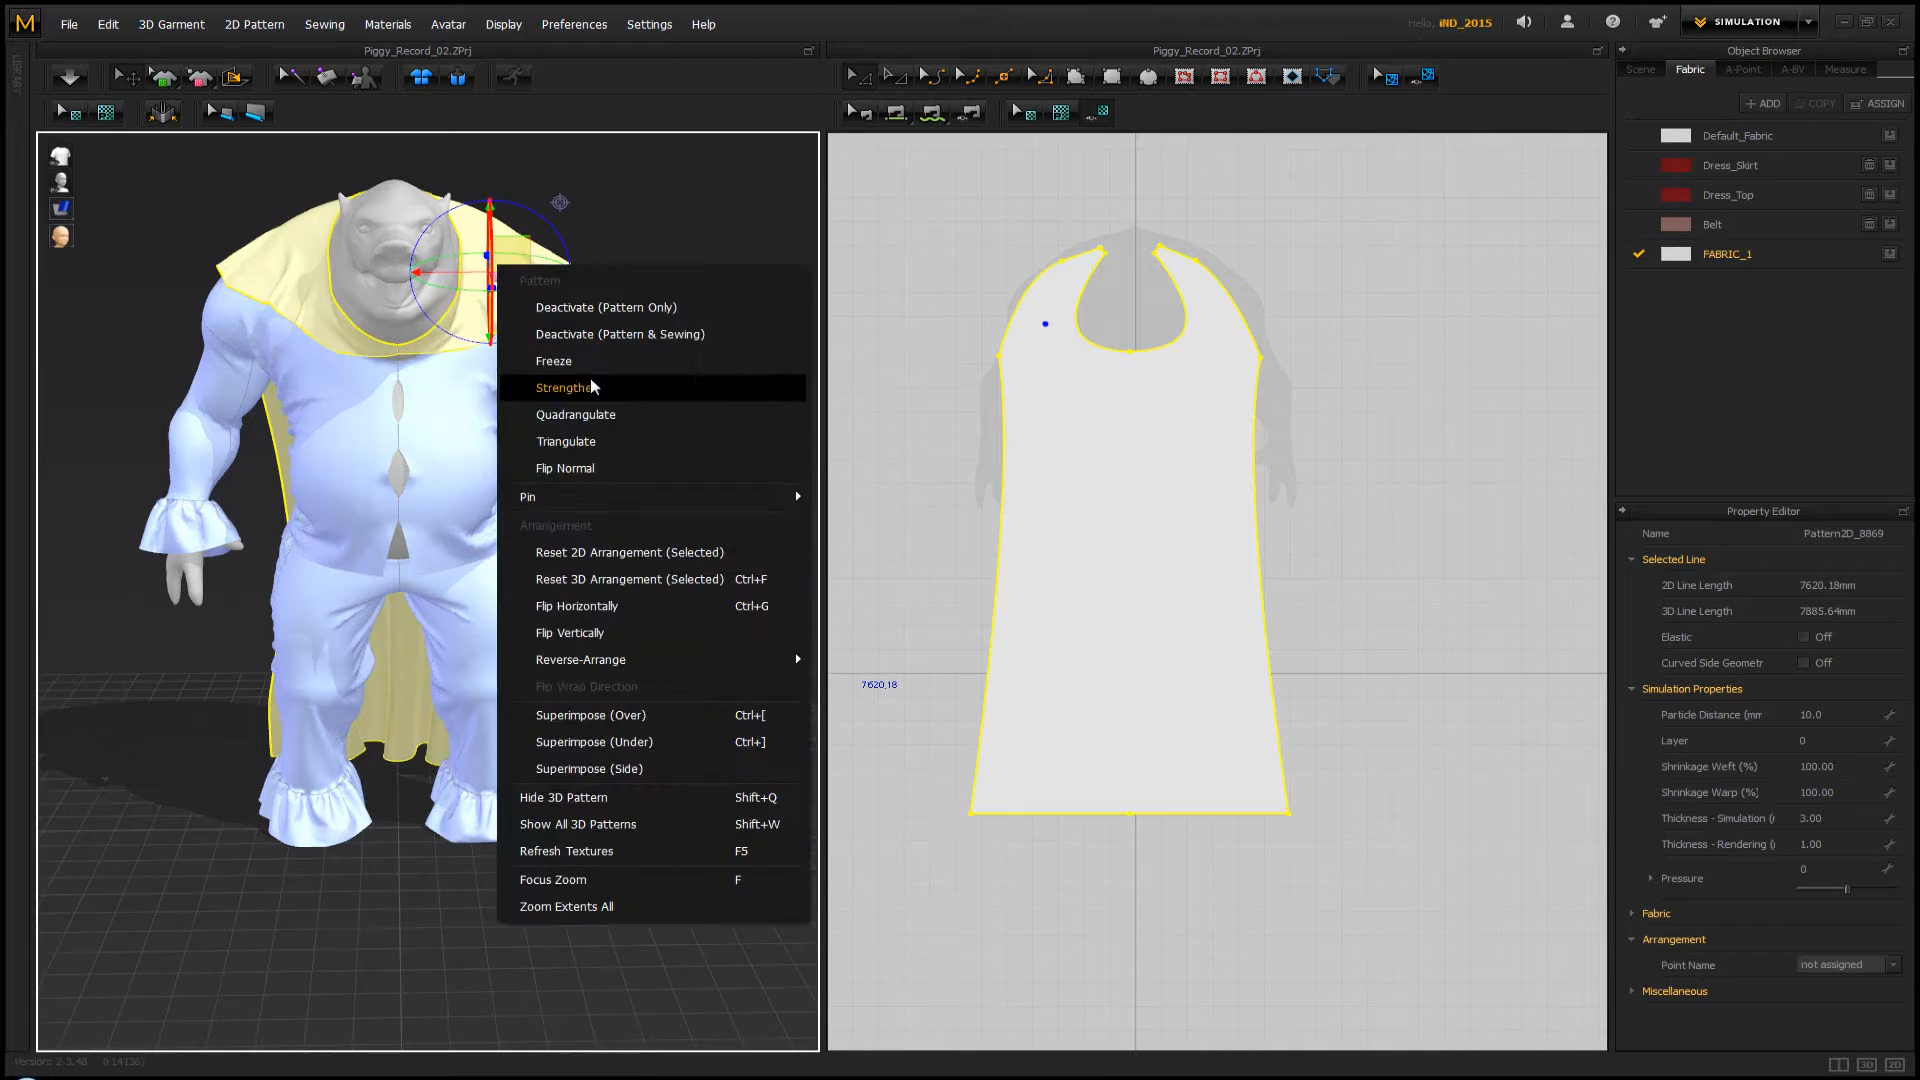 M File Edit 3D Garment 2D Pattern Sewing Materials Avatar Display Preferences Settings Help Hello, iND_2015 SIMULATION
Piggy_Record_02.ZPrj
Piggy_Record_02.ZPrj
Object Browser
LIBRARY
Scene Fabric A-Point A-BV Measure
+ ADD COPY ASSIGN
Default_Fabric
Dress_Skirt
Dress_Top
Belt
FABRIC_1
Pattern
Deactivate (Pattern Only)
Deactivate (Pattern & Sewing)
Freeze
Strengthe
Quadrangulate
Triangulate
Flip Normal
Pin
Arrangement
Reset 2D Arrangement (Selected)
Reset 3D Arrangement (Selected) Ctrl+F
Flip Horizontally Ctrl+G
Flip Vertically
Reverse-Arrange
Flip Wrap Direction
Superimpose (Over) Ctrl+[
Superimpose (Under) Ctrl+]
Superimpose (Side)
Hide 3D Pattern Shift+Q
Show All 3D Patterns Shift+W
Refresh Textures F5
Focus Zoom F
Zoom Extents All
7620,18
Property Editor
Name Pattern2D_8869
Selected Line
2D Line Length 7620.18mm
3D Line Length 7885.64mm
Elastic Off
Curved Side Geometr Off
Simulation Properties
Particle Distance (mm 10.0
Layer 0
Shrinkage Weft (%) 100.00
Shrinkage Warp (%) 100.00
Thickness - Simulation (r 3.00
Thickness - Rendering (r 1.00
Pressure 0
Fabric
Arrangement
Point Name not assigned
Miscellaneous
Version: 2.3.48 (r14136)
3D 2D